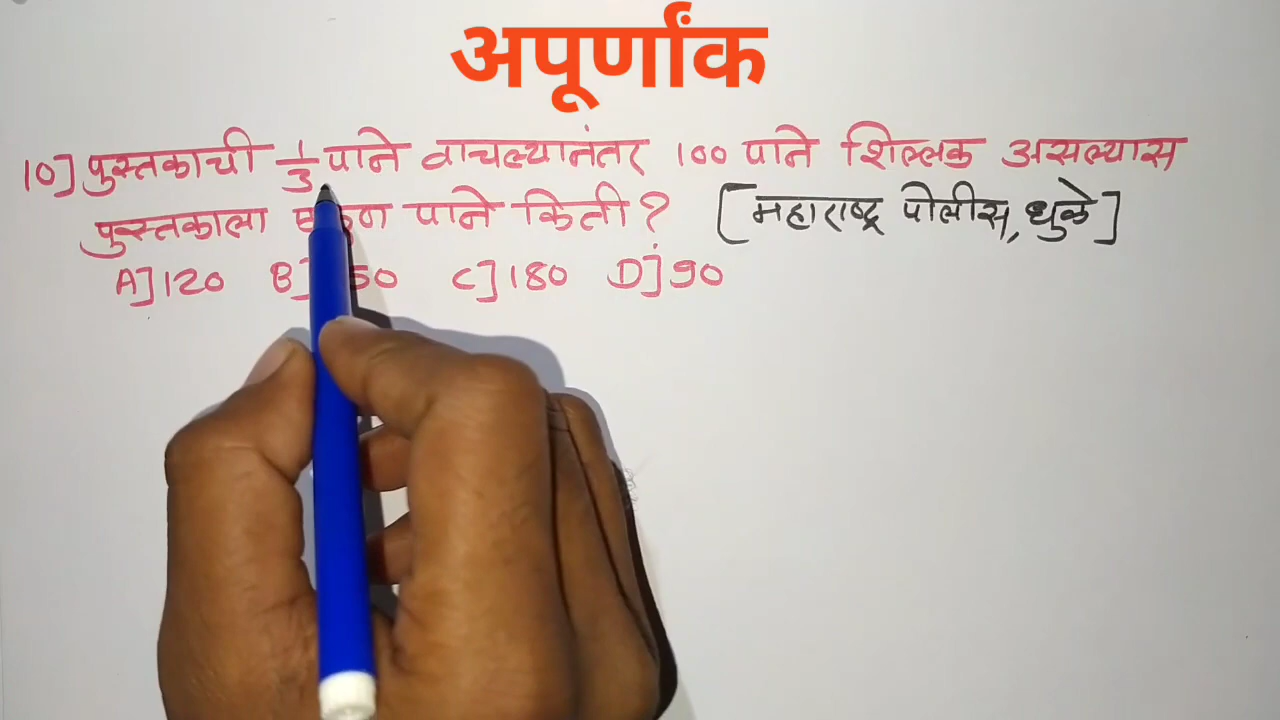 अपूर्णांक
10] पुस्तकाची 1/3 पाने वाचल्यानंतर 100 पाने शिल्लक असल्यास
पुस्तकाला पाने किती? [महाराष्ट्र पोलीस, धुळे]
A] 120 B] C] 180 D] 90